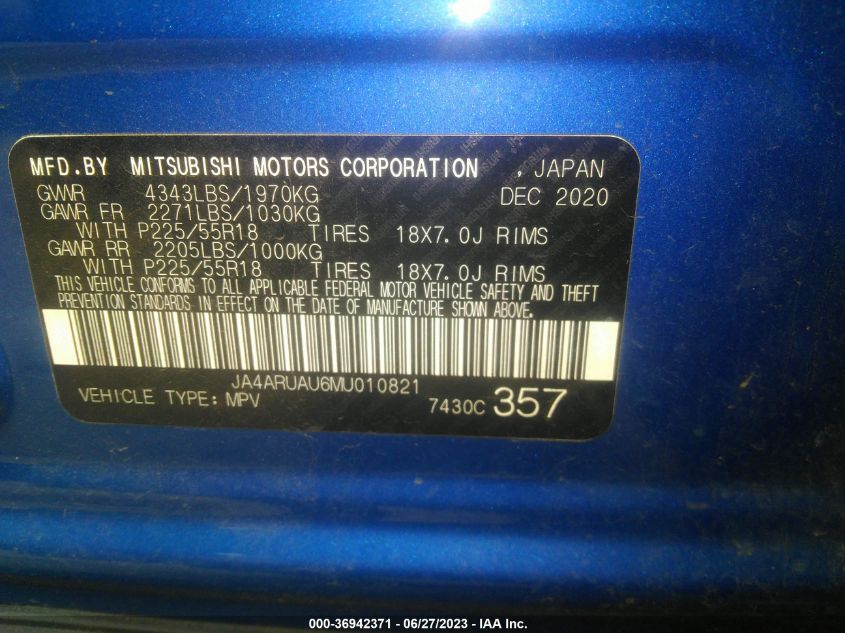 MFD.BY MITSUBISHI MOTORS CORPORATION , JAPAN
GVWR 4343LBS/1970KG DEC 2020
GAWR FR 2271LBS/1030KG
WITH P225/55R18 TIRES 18X7.0J RIMS
GAWR RR 2205LBS/1000KG
WITH P225/55R18 TIRES 18X7.0J RIMS
THIS VEHICLE CONFORMS TO ALL APPLICABLE FEDERAL MOTOR VEHICLE SAFETY AND THEFT
PREVENTION STANDARDS IN EFFECT ON THE DATE OF MANUFACTURE SHOWN ABOVE.
JA4ARUAU6MU010821
VEHICLE TYPE: MPV 7430C 357
000-36942371 - 06/27/2023 - IAA Inc.